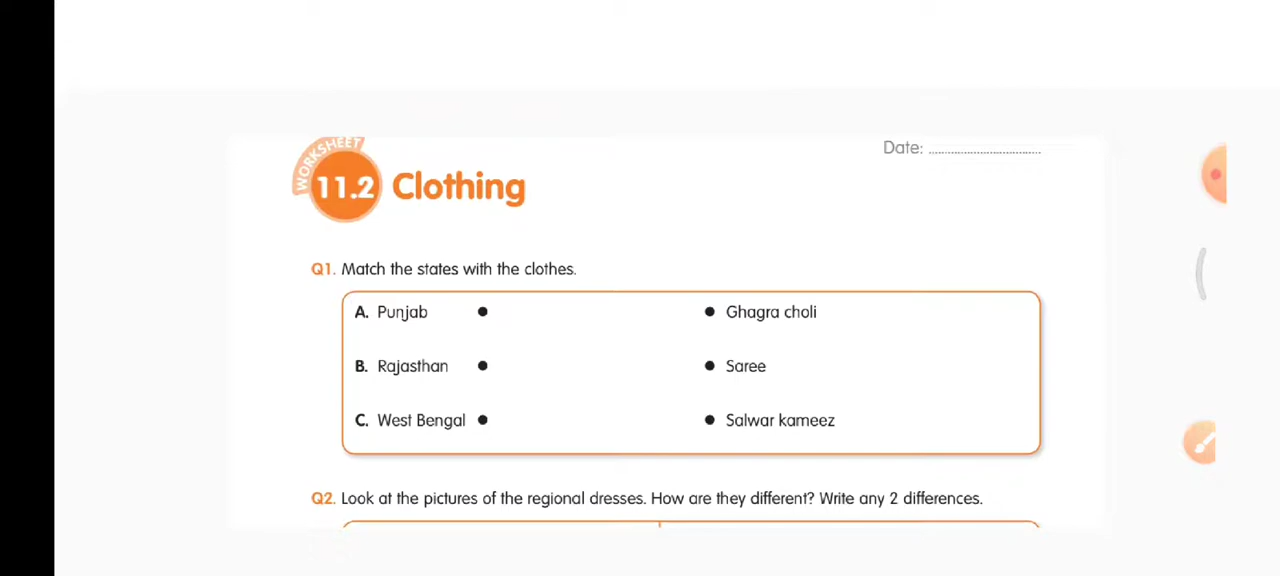 WORKSHEET
11.2 Clothing
Date: ................................
Q1. Match the states with the clothes.
A. Punjab ● ● Ghagra choli
B. Rajasthan ● ● Saree
C. West Bengal ● ● Salwar kameez
Q2. Look at the pictures of the regional dresses. How are they different? Write any 2 differences.